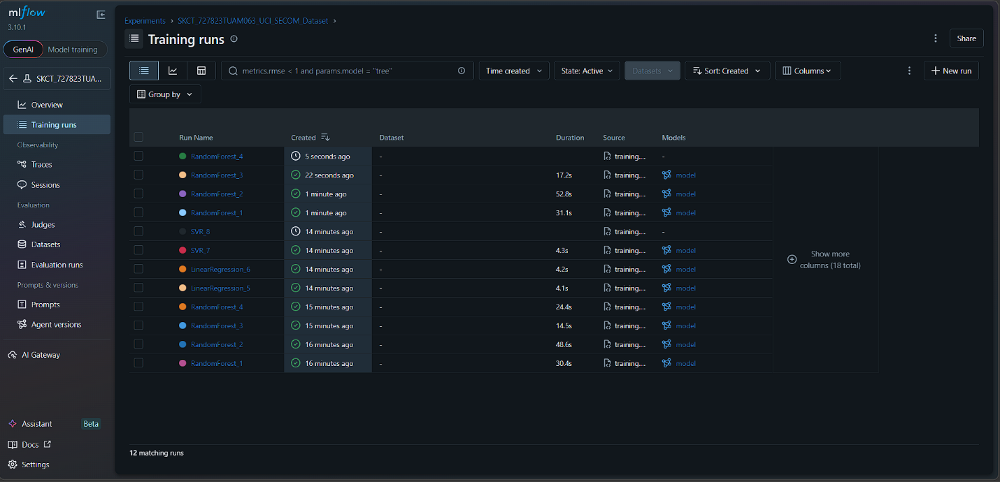 mlflow
3.10.1
GenAI Model training
SKCT_727823TUA...
Overview
Training runs
Observability
Traces
Sessions
Evaluation
Judges
Datasets
Evaluation runs
Prompts & versions
Prompts
Agent versions
AI Gateway
Assistant Beta
Docs
Settings
Experiments › SKCT_727823TUAM063_UCI_SECOM_Dataset ›
Training runs
Share
metrics.rmse < 1 and params.model = "tree" Time created State: Active Datasets Sort: Created Columns New run
Group by
Run Name Created Dataset Duration Source Models
RandomForest_4 5 seconds ago - training.... -
RandomForest_3 22 seconds ago - 17.2s training.... model
RandomForest_2 1 minute ago - 52.8s training.... model
RandomForest_1 1 minute ago - 31.1s training.... model
SVR_8 14 minutes ago - training.... -
SVR_7 14 minutes ago - 4.3s training.... model
LinearRegression_6 14 minutes ago - 4.2s training.... model
LinearRegression_5 14 minutes ago - 4.1s training.... model
RandomForest_4 15 minutes ago - 24.4s training.... model
RandomForest_3 15 minutes ago - 14.5s training.... model
RandomForest_2 16 minutes ago - 48.6s training.... model
RandomForest_1 16 minutes ago - 30.4s training.... model
Show more
columns (18 total)
12 matching runs